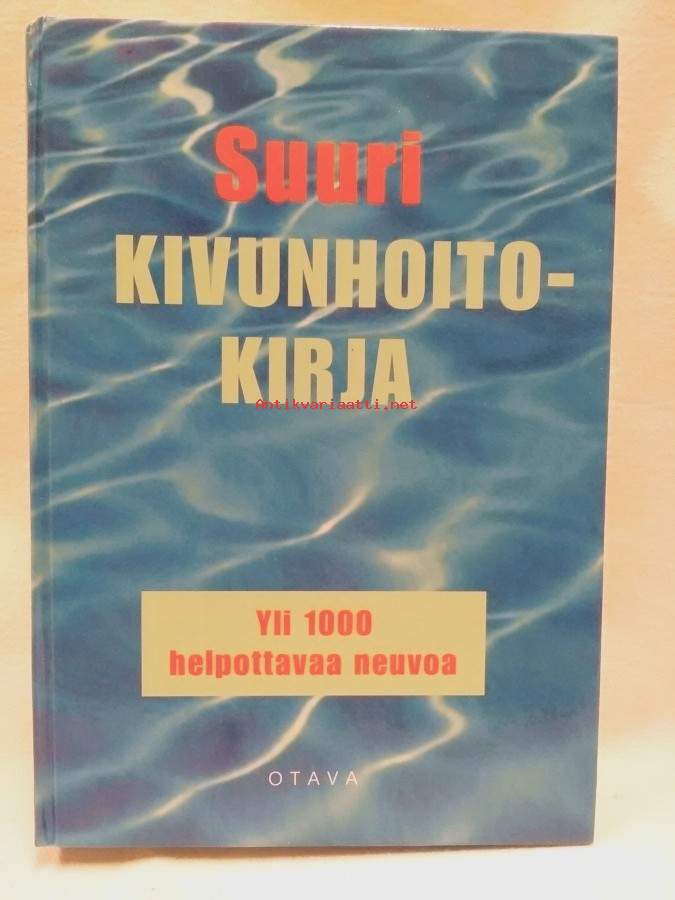 Suuri
KIVUNHOITO-
KIRJA
Antikvariaatti.net
Yli 1000
helpottavaa neuvoa
OTAVA